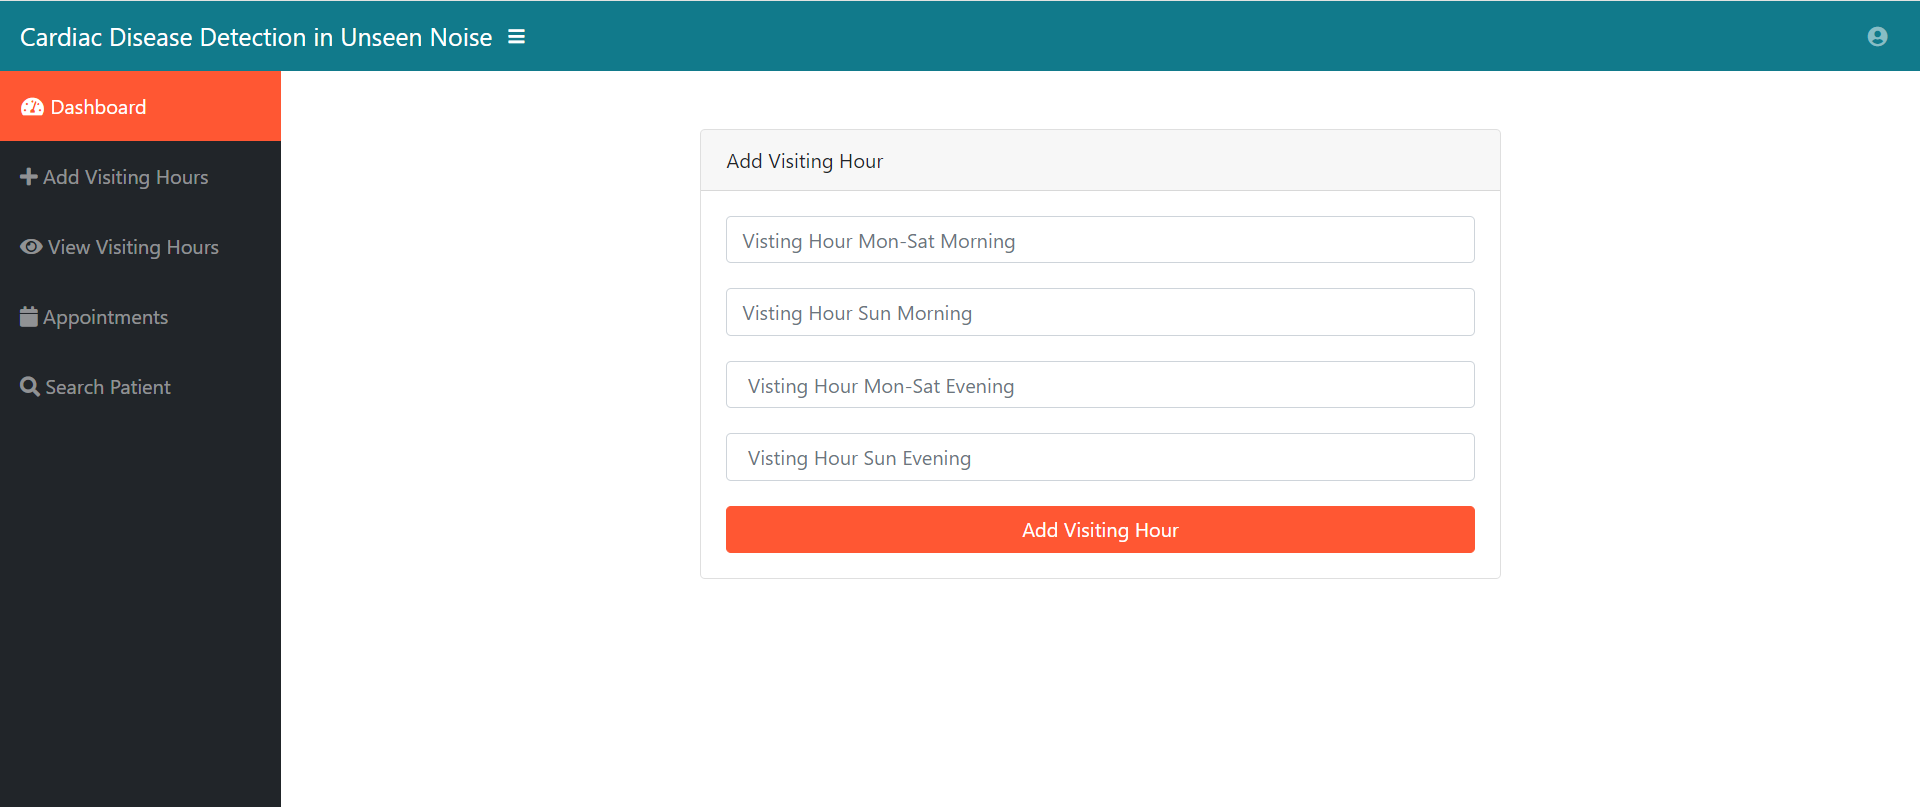 Cardiac Disease Detection in Unseen Noise
Dashboard
Add Visiting Hours
View Visiting Hours
Appointments
Search Patient
Add Visiting Hour
Visting Hour Mon-Sat Morning
Visting Hour Sun Morning
Visting Hour Mon-Sat Evening
Visting Hour Sun Evening
Add Visiting Hour